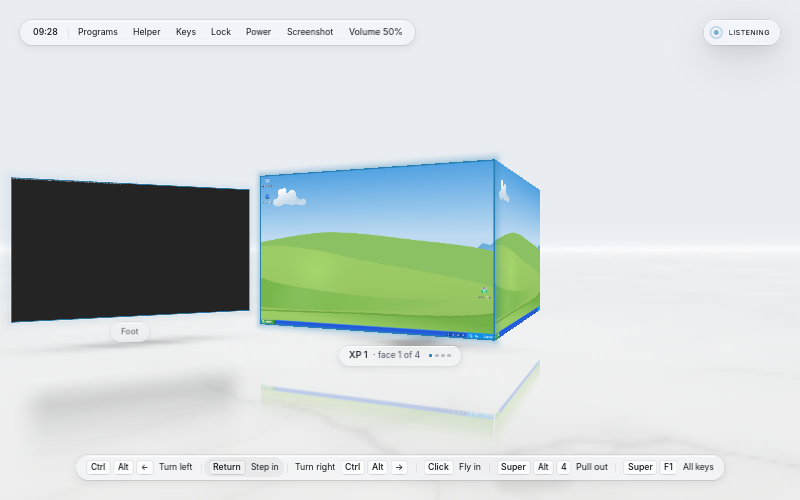 09:28 Programs Helper Keys Lock Power Screenshot Volume 50%
LISTENING
Foot
XP 1 · face 1 of 4
Ctrl Alt ← Turn left Return Step in Turn right Ctrl Alt → Click Fly in Super Alt 4 Pull out Super F1 All keys